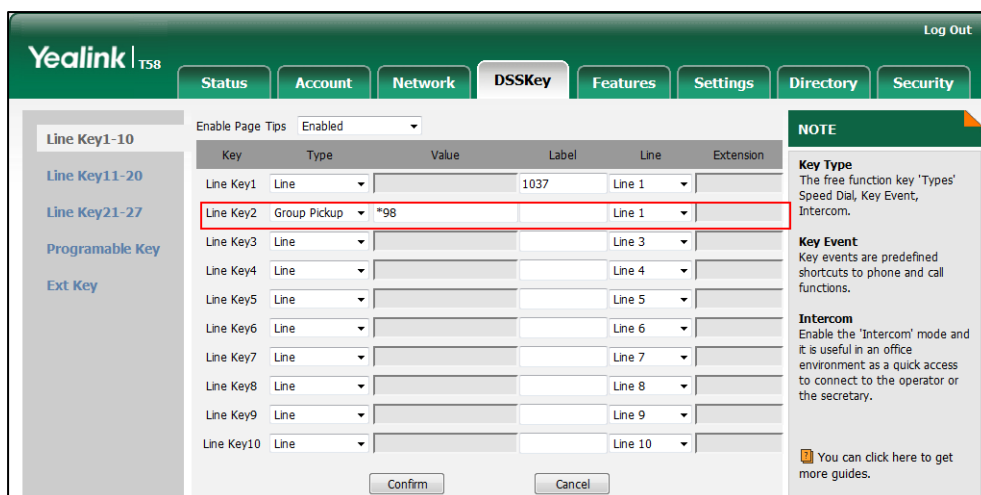 Log Out
Yealink T58
Status Account Network DSSKey Features Settings Directory Security
Line Key1-10
Line Key11-20
Line Key21-27
Programable Key
Ext Key
Enable Page Tips Enabled
Key Type Value Label Line Extension
Line Key1 Line 1037 Line 1
Line Key2 Group Pickup *98 Line 1
Line Key3 Line Line 3
Line Key4 Line Line 4
Line Key5 Line Line 5
Line Key6 Line Line 6
Line Key7 Line Line 7
Line Key8 Line Line 8
Line Key9 Line Line 9
Line Key10 Line Line 10
Confirm Cancel
NOTE
Key Type
The free function key 'Types'
Speed Dial, Key Event,
Intercom.
Key Event
Key events are predefined
shortcuts to phone and call
functions.
Intercom
Enable the 'Intercom' mode and
it is useful in an office
environment as a quick access
to connect to the operator or
the secretary.
You can click here to get
more guides.